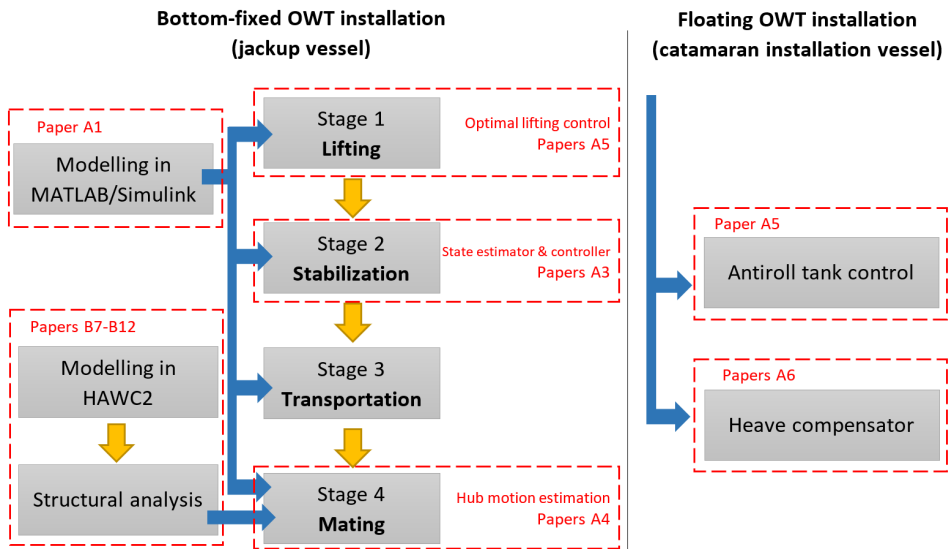 Bottom-fixed OWT installation
(jackup vessel)
Floating OWT installation
(catamaran installation vessel)
Paper A1
Modelling in
MATLAB/Simulink
Stage 1
Lifting
Optimal lifting control
Papers A5
Stage 2
Stabilization
State estimator & controller
Papers A3
Papers B7-B12
Modelling in
HAWC2
Structural analysis
Stage 3
Transportation
Stage 4
Mating
Hub motion estimation
Papers A4
Paper A5
Antiroll tank control
Papers A6
Heave compensator